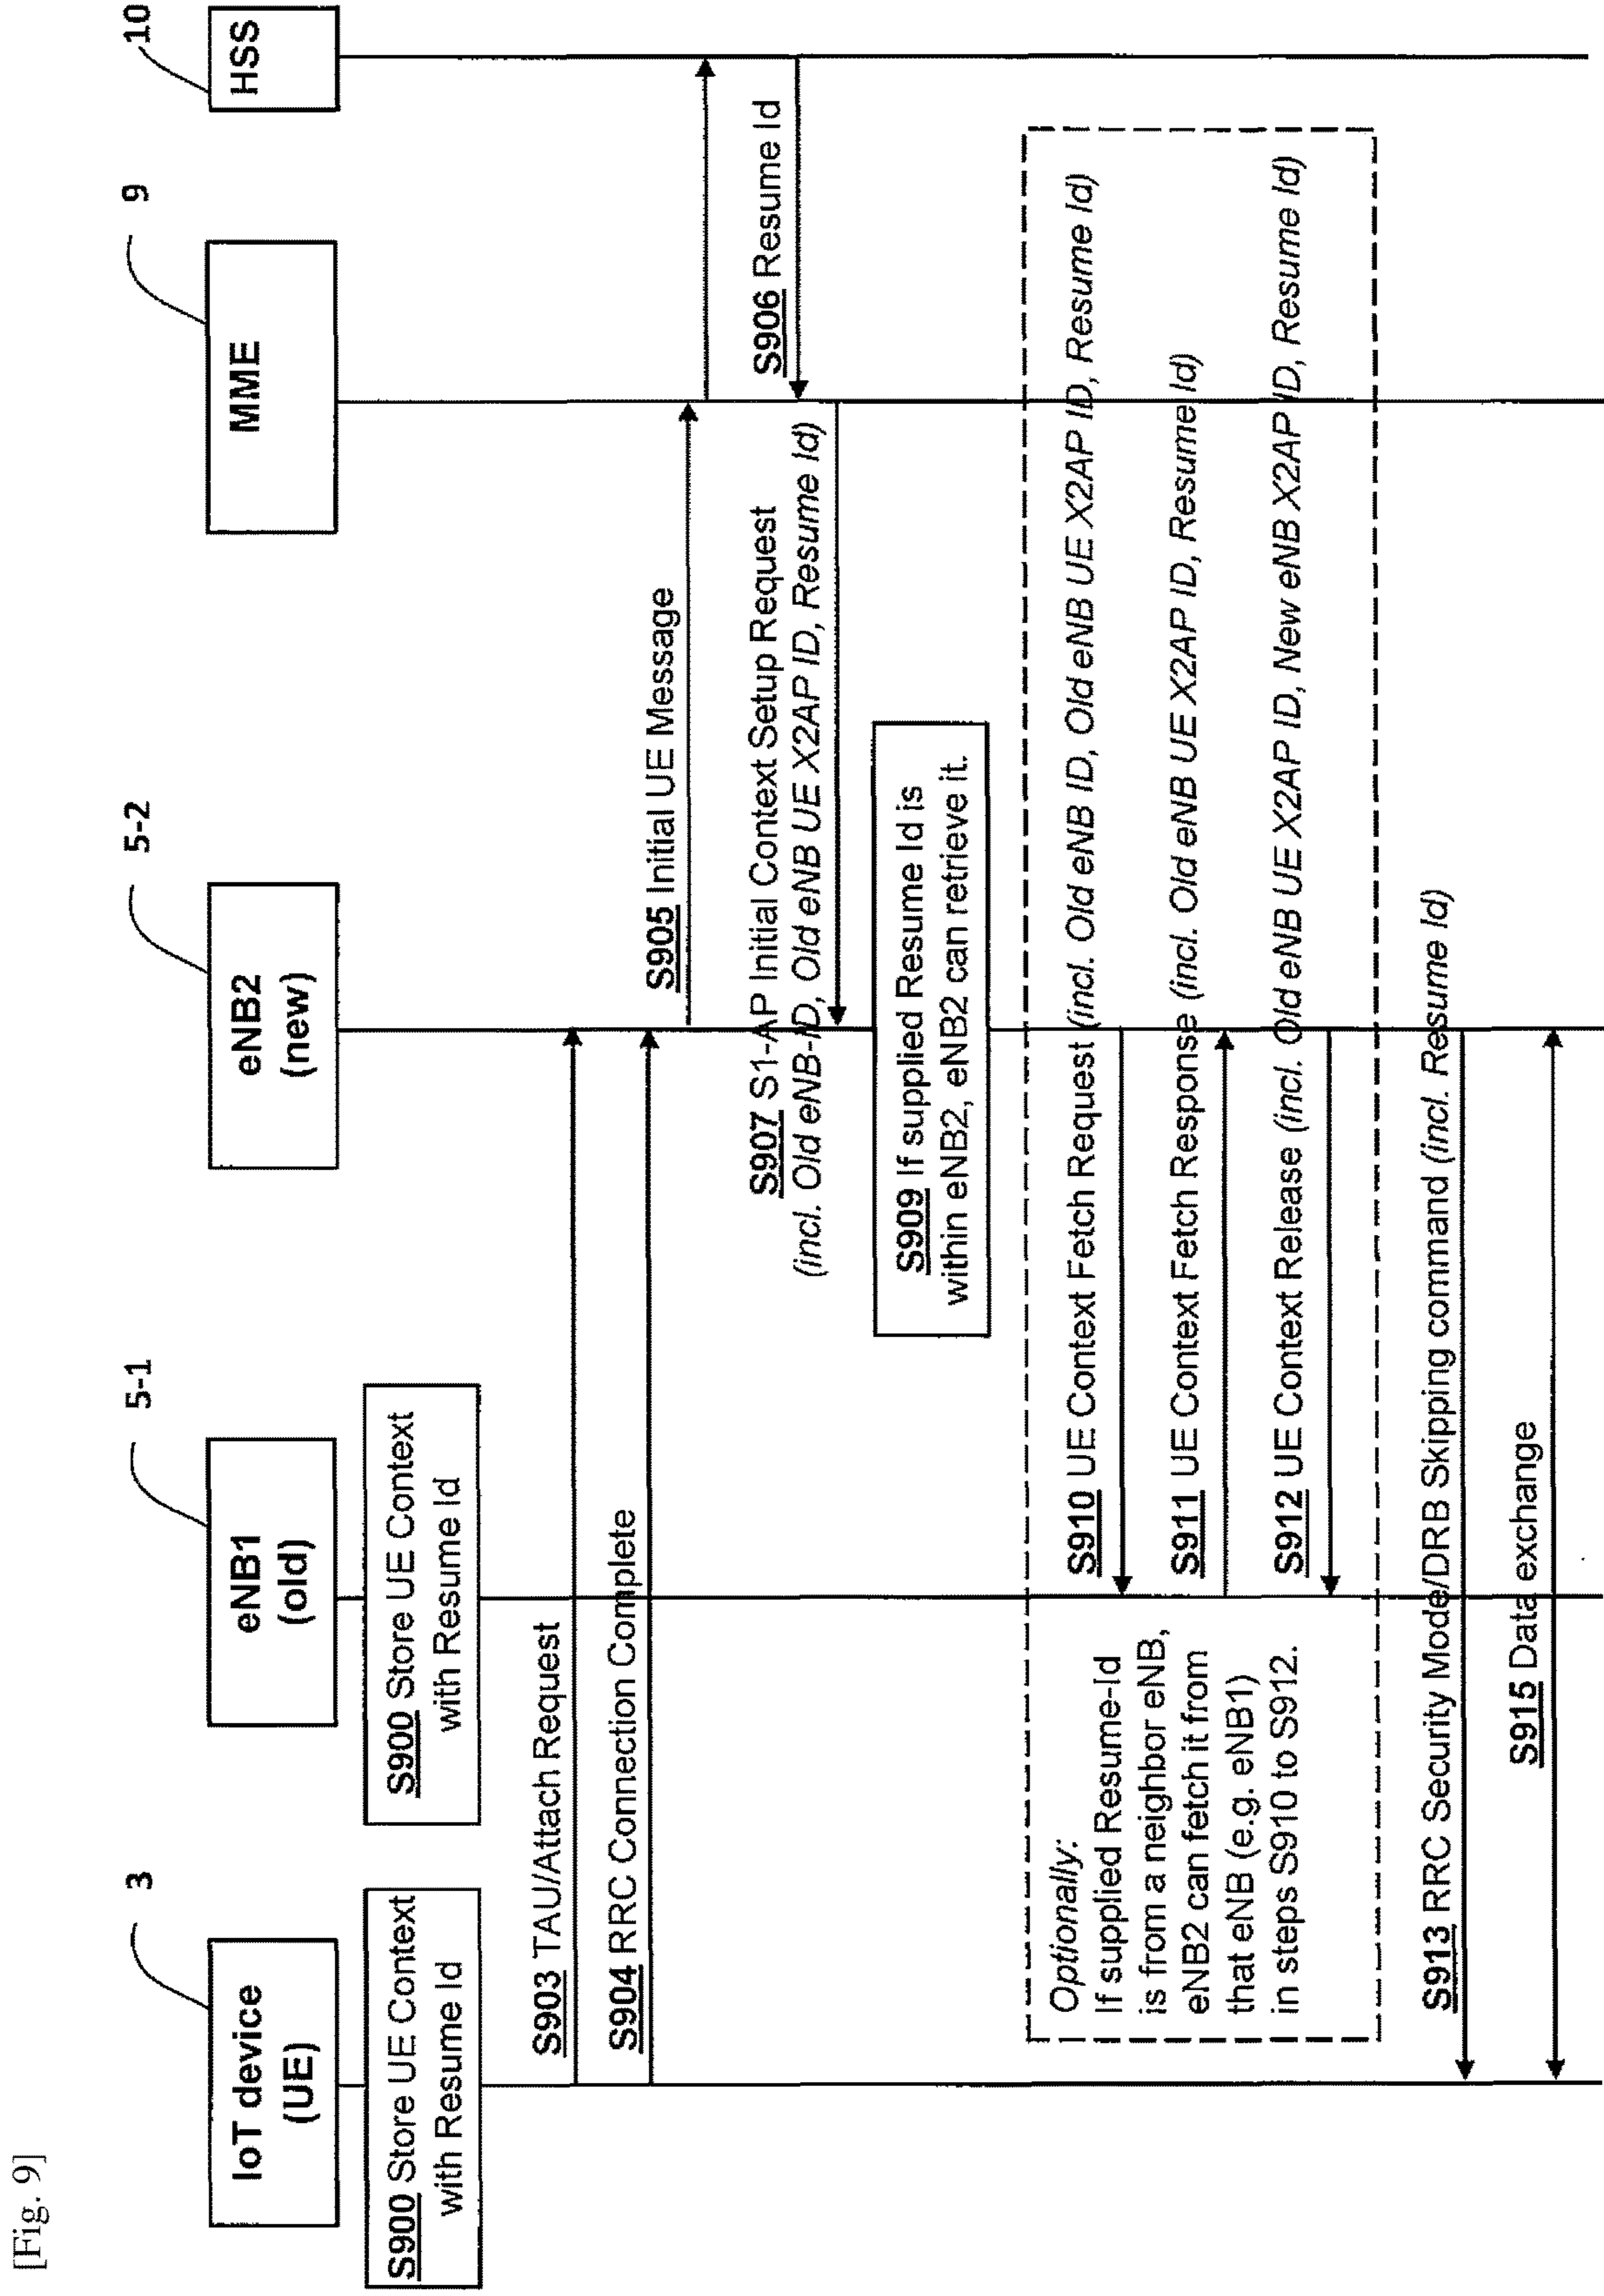 [Fig. 9]
3
5-1
5-2
9
10
IoT device
(UE)
eNB1
(old)
eNB2
(new)
MME
HSS
S900 Store UE Context
with Resume Id
S900 Store UE Context
with Resume Id
S903 TAU/Attach Request
S904 RRC Connection Complete
S905 Initial UE Message
S906 Resume Id
S907 S1-AP Initial Context Setup Request
(incl. Old eNB-ID, Old eNB UE X2AP ID, Resume Id)
S909 If supplied Resume Id is
within eNB2, eNB2 can retrieve it.
Optionally:
If supplied Resume-Id
is from a neighbor eNB,
eNB2 can fetch it from
that eNB (e.g. eNB1)
in steps S910 to S912.
S910 UE Context Fetch Request (incl. Old eNB ID, Old eNB UE X2AP ID, Resume Id)
S911 UE Context Fetch Response (incl. Old eNB UE X2AP ID, Resume Id)
S912 UE Context Release (incl. Old eNB UE X2AP ID, New eNB X2AP ID, Resume Id)
S913 RRC Security Mode/DRB Skipping command (incl. Resume Id)
S915 Data exchange